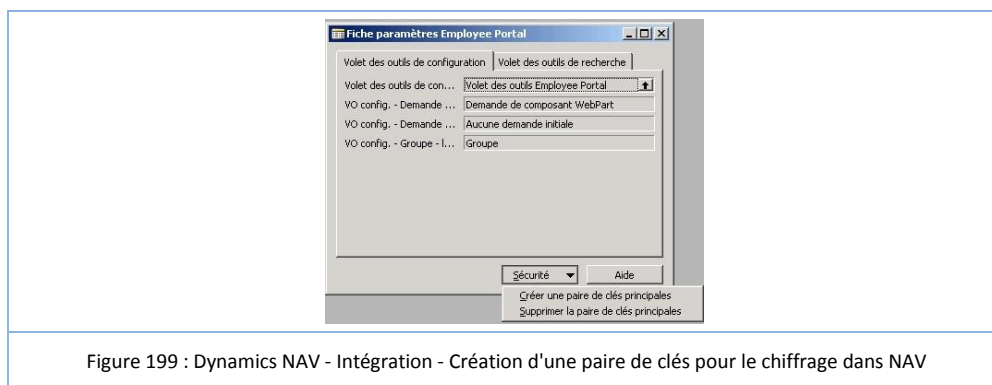 Fiche paramètres Employee Portal
Volet des outils de configuration Volet des outils de recherche
Volet des outils de con... Volet des outils Employee Portal
VO config. - Demande ... Demande de composant WebPart
VO config. - Demande ... Aucune demande initiale
VO config. - Groupe - l... Groupe
Sécurité Aide
Créer une paire de clés principales
Supprimer la paire de clés principales
Figure 199 : Dynamics NAV - Intégration - Création d'une paire de clés pour le chiffrage dans NAV